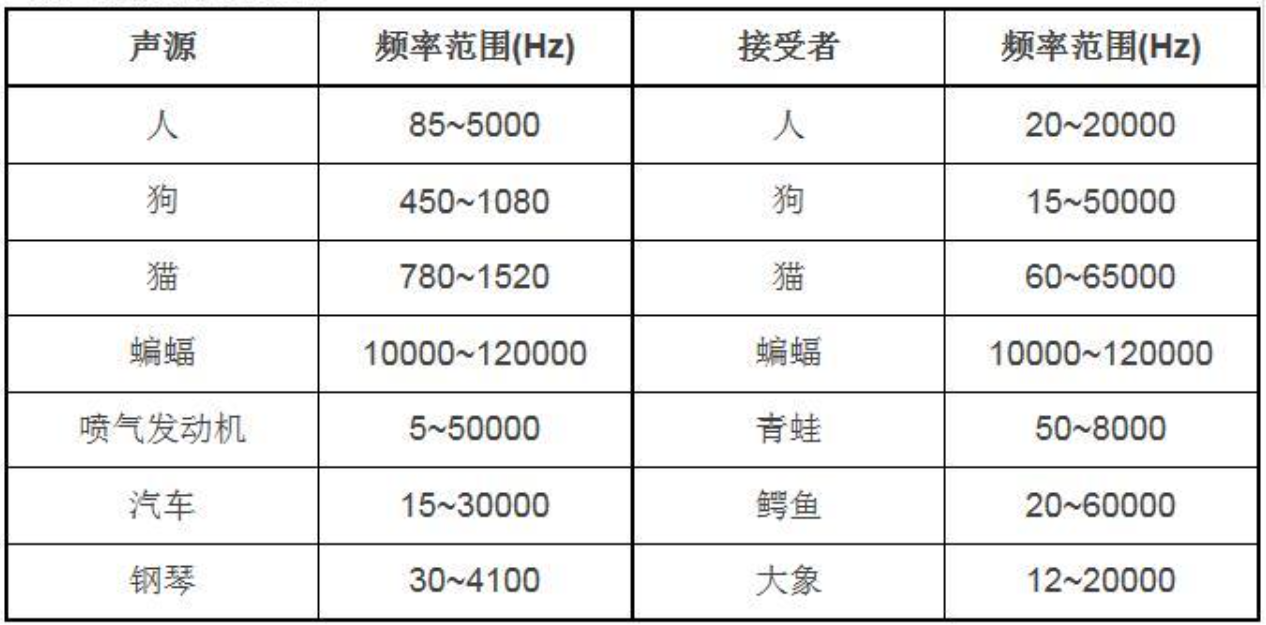 声源 频率范围(Hz) 接受者 频率范围(Hz)
人 85~5000 人 20~20000
狗 450~1080 狗 15~50000
猫 780~1520 猫 60~65000
蝙蝠 10000~120000 蝙蝠 10000~120000
喷气发动机 5~50000 青蛙 50~8000
汽车 15~30000 鳄鱼 20~60000
钢琴 30~4100 大象 12~20000